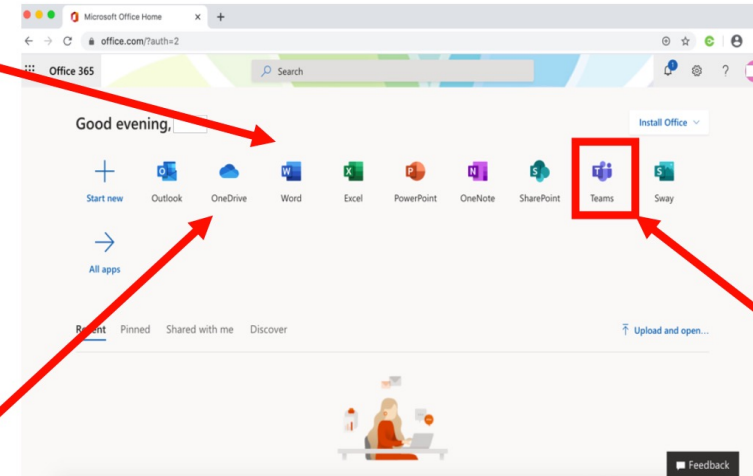 Microsoft Office Home
office.com/?auth=2
Office 365
Search
1
?
Good evening,
Install Office
Start new
Outlook
OneDrive
Word
Excel
PowerPoint
OneNote
SharePoint
Teams
Sway
All apps
Recent Pinned Shared with me Discover
Upload and open...
Feedback